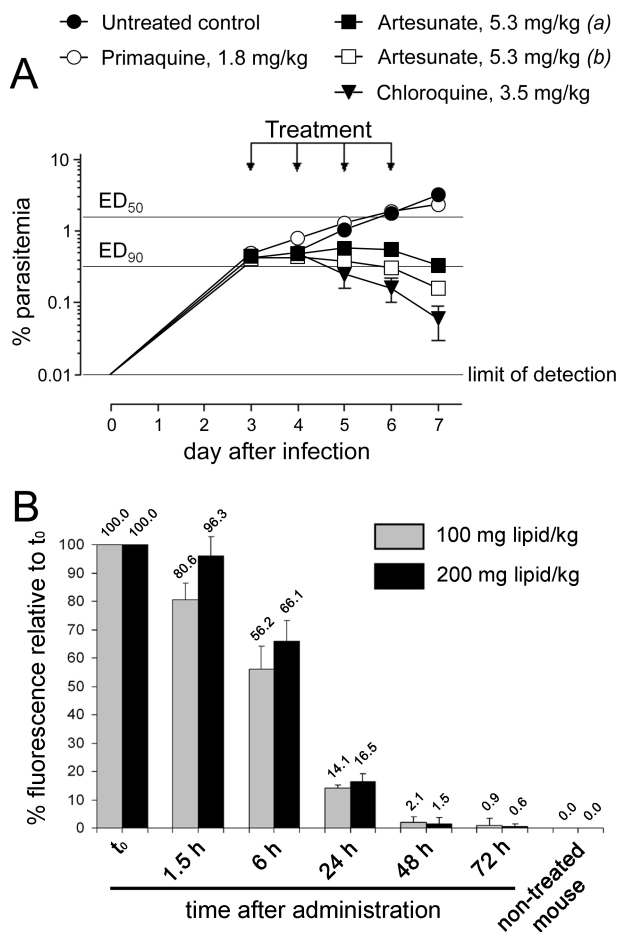 Untreated control
Primaquine, 1.8 mg/kg
Artesunate, 5.3 mg/kg (a)
Artesunate, 5.3 mg/kg (b)
Chloroquine, 3.5 mg/kg
A
Treatment
10
1
0.1
0.01
% parasitemia
ED50
ED90
limit of detection
0 1 2 3 4 5 6 7
day after infection
B
100 mg lipid/kg
200 mg lipid/kg
% fluorescence relative to t0
100
90
80
70
60
50
40
30
20
10
0
100.0 100.0
80.6 96.3
56.2 66.1
14.1 16.5
2.1 1.5
0.9 0.6
0.0 0.0
t0 1.5 h 6 h 24 h 48 h 72 h
non-treated
mouse
time after administration